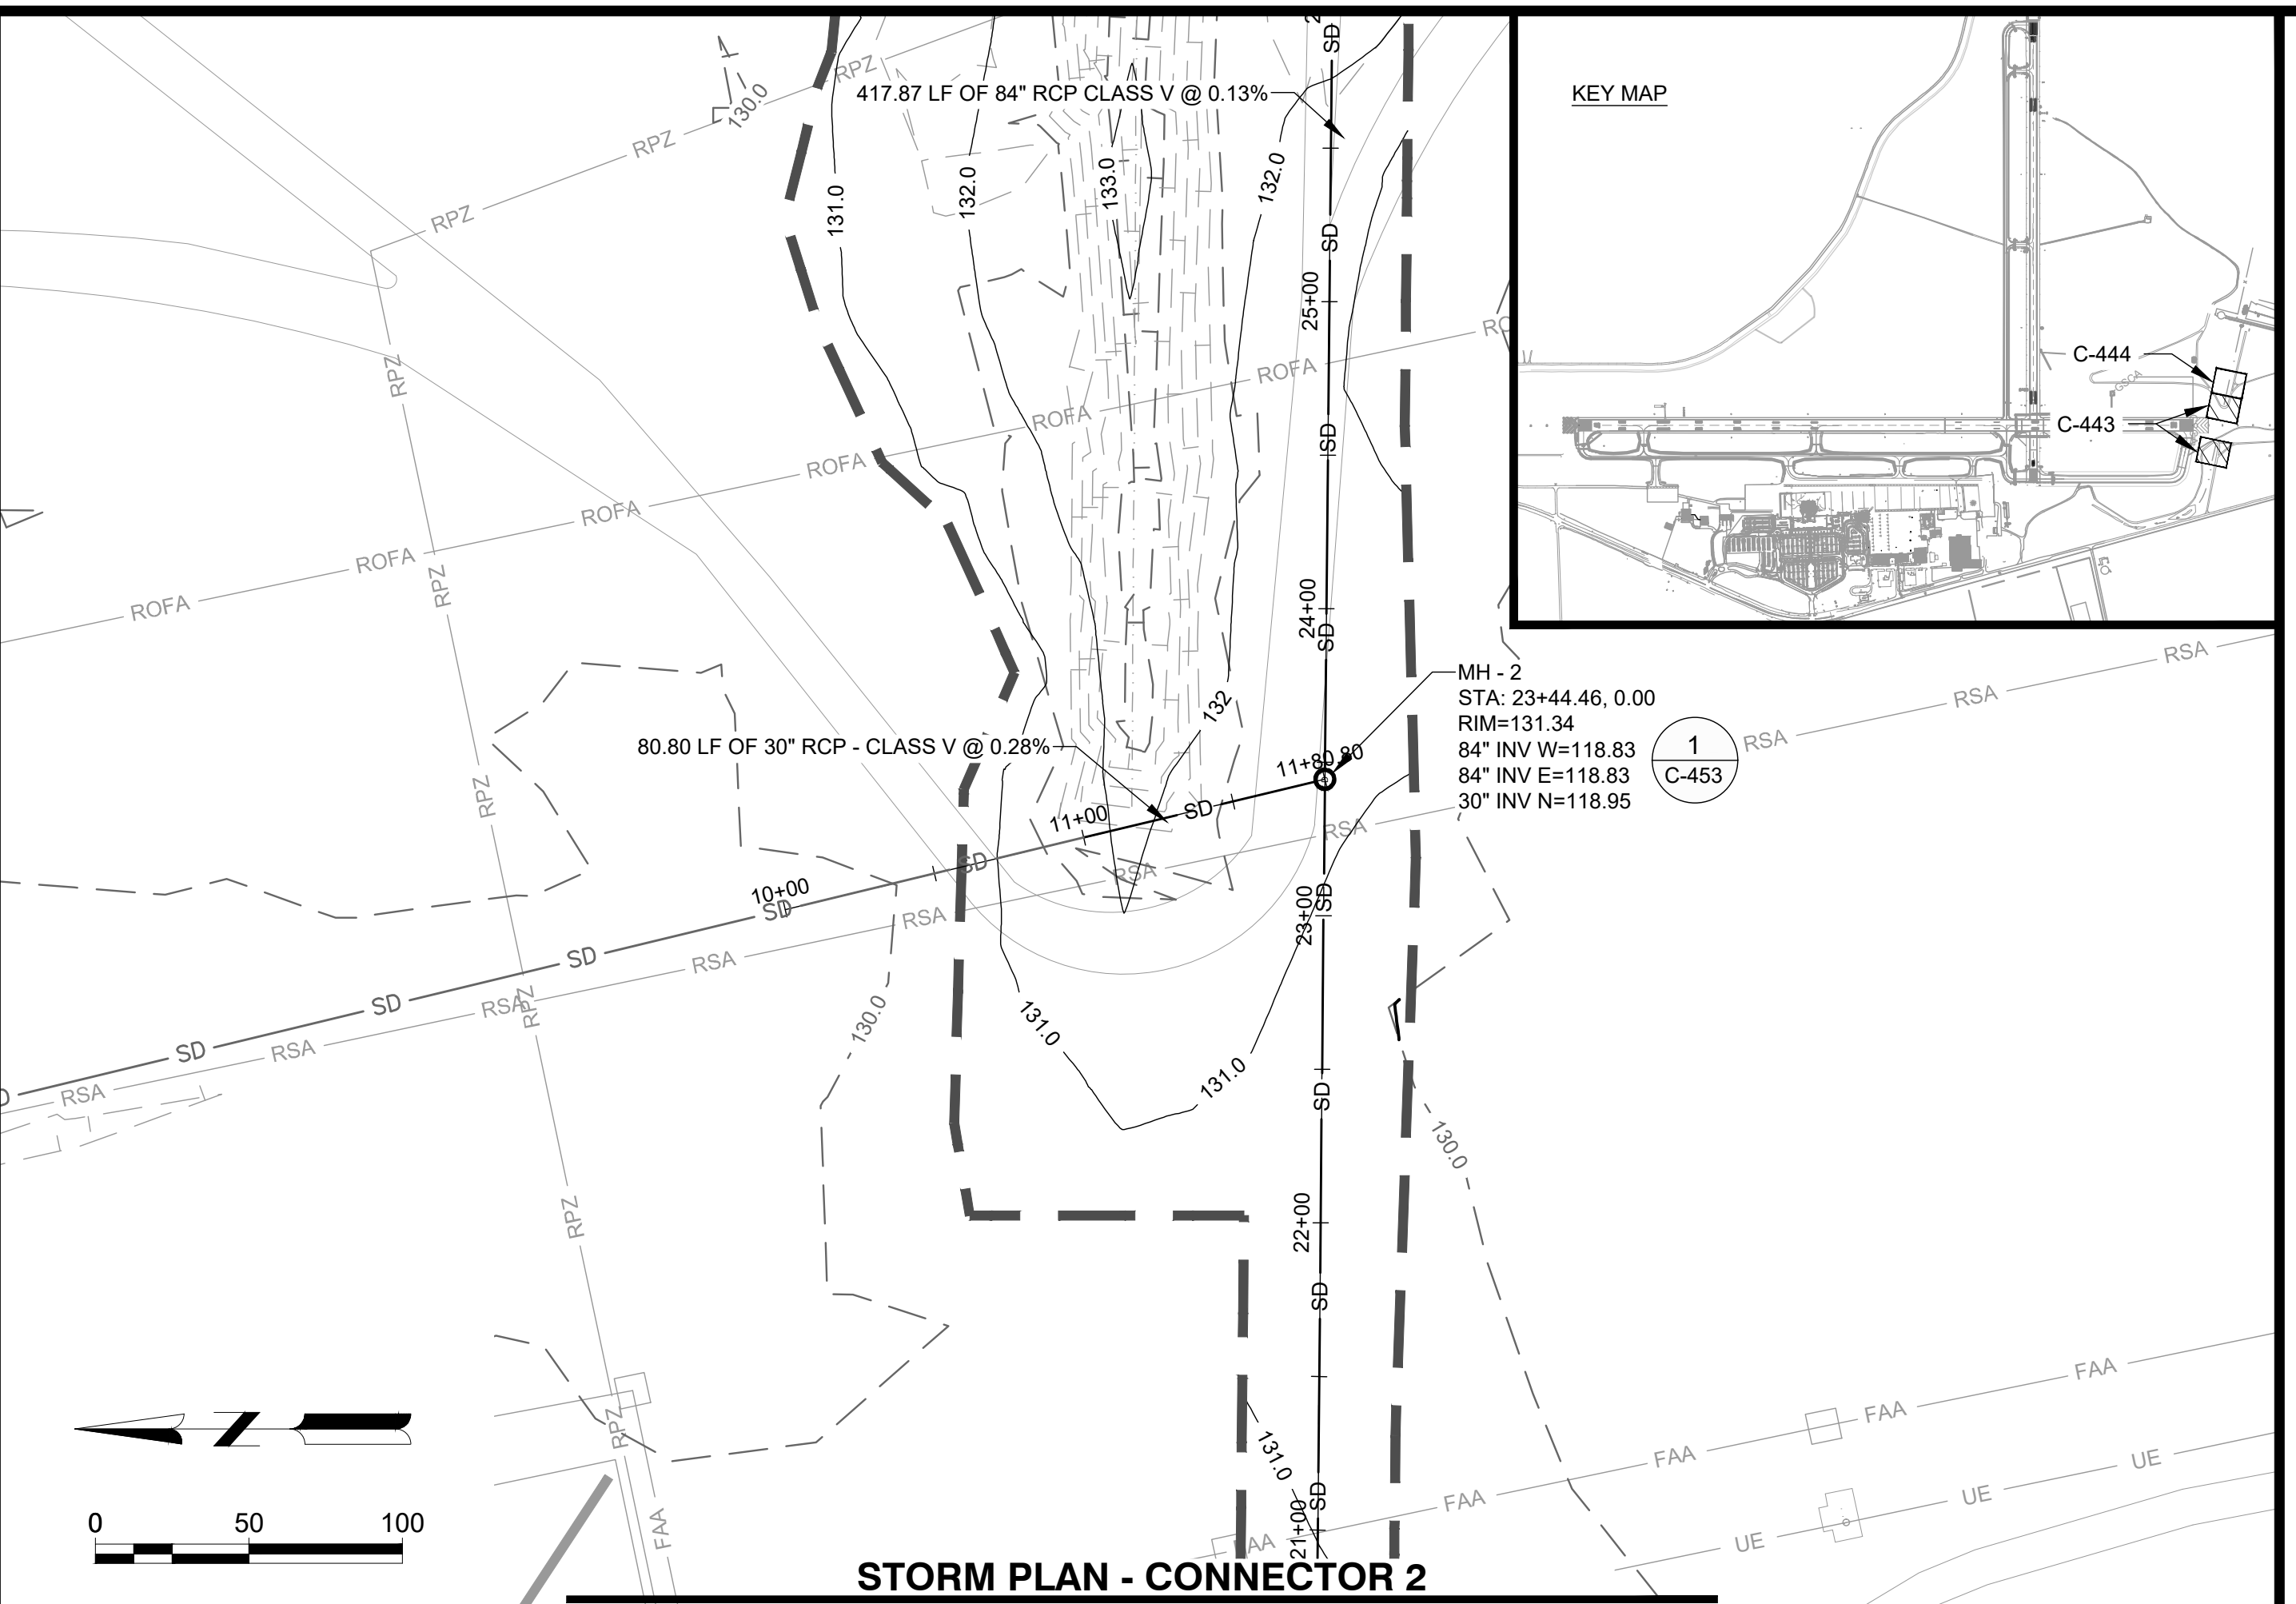 KEY MAP
C-444
C-443
GSCA
417.87 LF OF 84" RCP CLASS V @ 0.13%
RPZ
RPZ
RPZ
130.0
131.0
132.0
133.0
132.0
SD
SD
25+00
ROFA
ROFA
ROFA
ROFA
ROFA
ROFA
RPZ
RPZ
SD
24+00
SD
MH - 2
STA: 23+44.46, 0.00
RIM=131.34
84" INV W=118.83
84" INV E=118.83
30" INV N=118.95
1
C-453
RSA
RSA
RSA
132
80.80 LF OF 30" RCP - CLASS V @ 0.28%
11+80.80
RPZ
11+00
SD
RSA
SD
RSA
10+00
SD
RSA
SD
23+00
SD
RSA
SD
RSA
RPZ
SD
RSA
RSA
130.0
131.0
131.0
SD
130.0
RPZ
22+00
SD
RPZ
FAA
131.0
SD
21+00
FAA
FAA
FAA
FAA
FAA
UE
UE
UE
Z
0 50 100
STORM PLAN - CONNECTOR 2